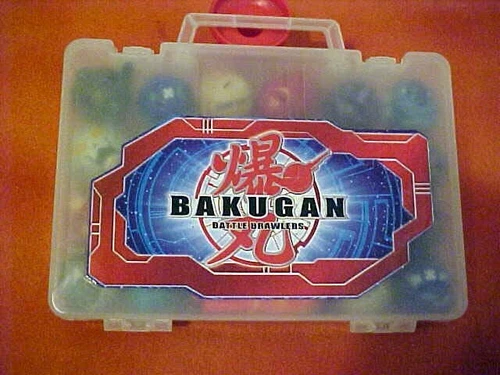 爆
BAKUGAN
BATTLE BRAWLERS
丸